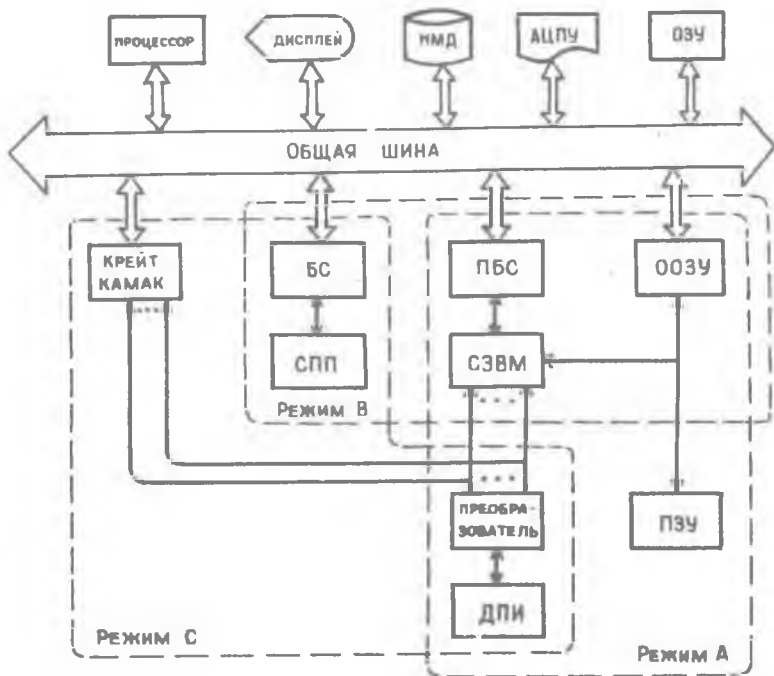 ПРОЦЕССОР
ДИСПЛЕЙ
НМД
АЦПУ
ОЗУ
ОБЩАЯ ШИНА
КРЕЙТ
КАМАК
БС
ПБС
ООЗУ
СПП
СЭВМ
РЕЖИМ В
ПРЕОБРА-
ЗОВАТЕЛЬ
ПЗУ
ДПИ
РЕЖИМ С
РЕЖИМ А